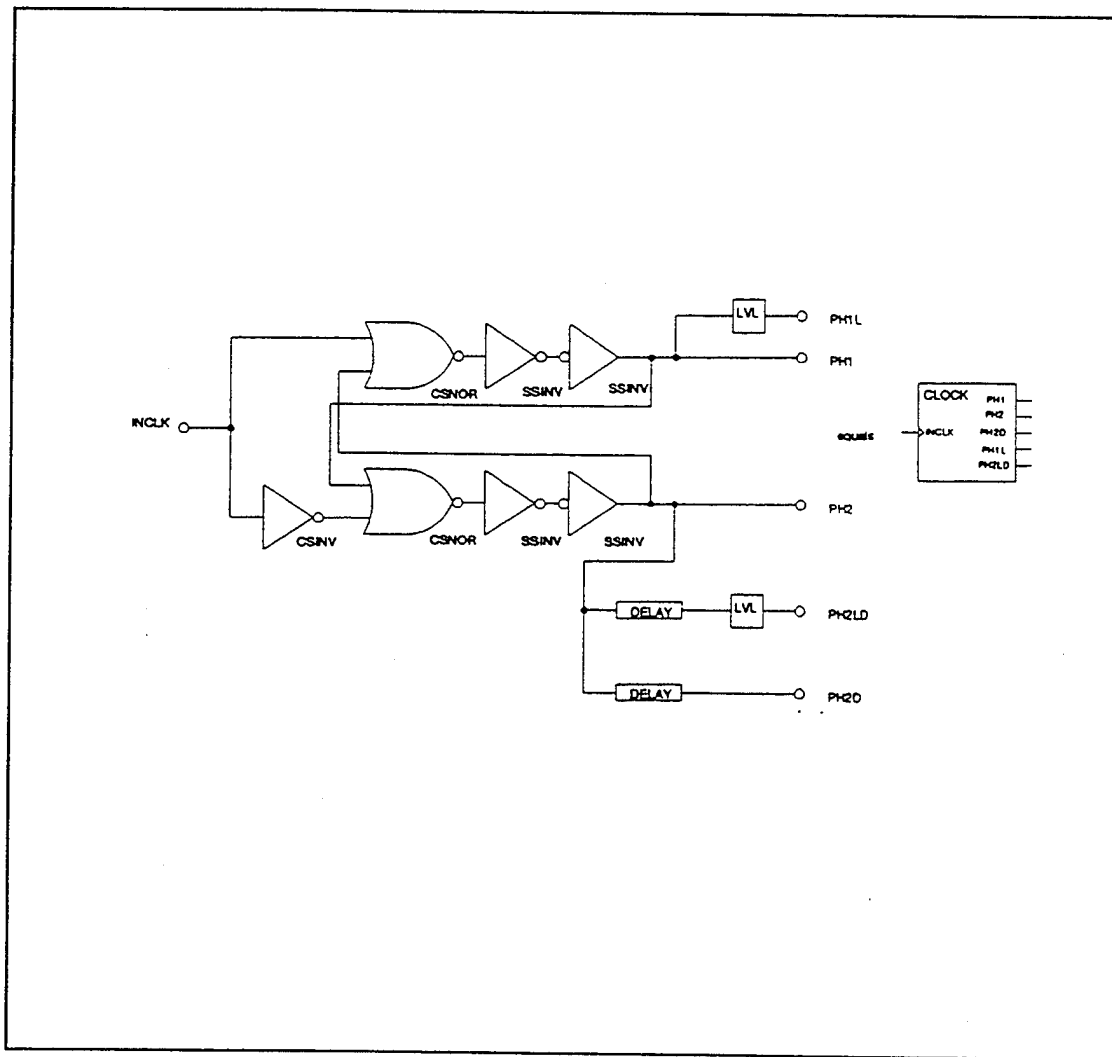 LVL
PH1L
PH1
CSNOR SSINV SSINV
CLOCK
PH1
PH2
INCLK
PH2D
PH1L
PH2LD
equals
INCLK
PH2
CSINV
CSNOR SSINV SSINV
DELAY LVL PH2LD
DELAY PH2D